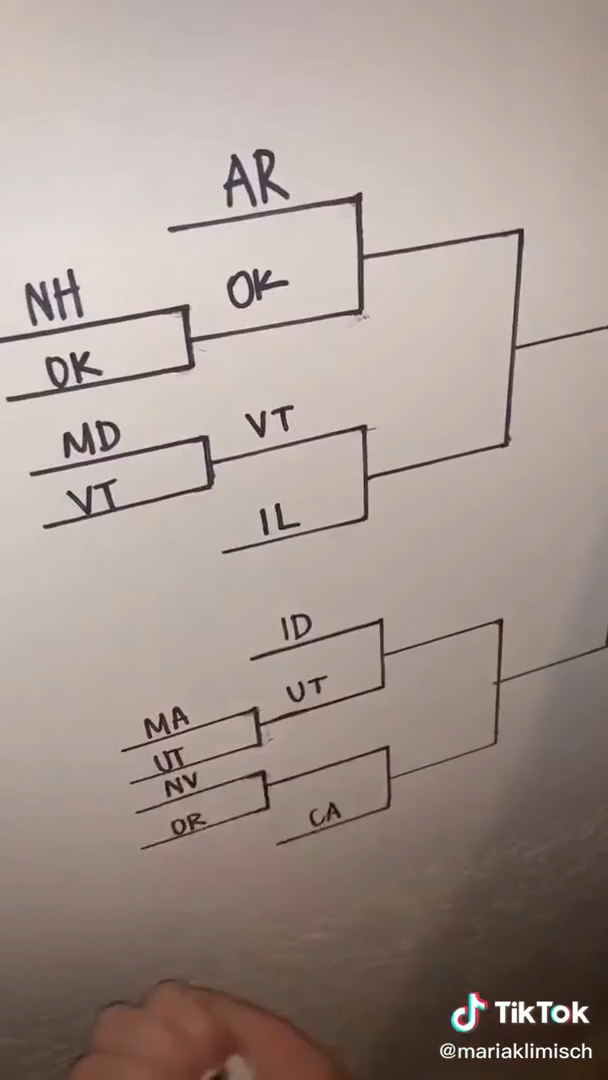 AR
NH
OK
OK
MD
VT
VT
IL
ID
UT
MA
UT
NV
OR
CA
TikTok
@mariaklimisch